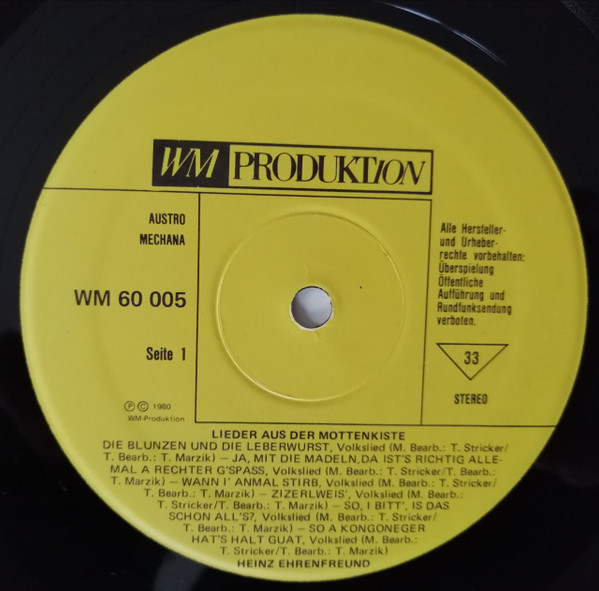 WM PRODUKTION
AUSTRO
MECHANA
WM 60 005
Seite 1
Ⓟ Ⓒ 1980
WM-Produktion
Alle Hersteller-
und Urheber-
rechte vorbehalten:
Überspielung
Öffentliche
Aufführung und
Rundfunksendung
verboten.
33
STEREO
LIEDER AUS DER MOTTENKISTE
DIE BLUNZEN UND DIE LEBERWURST, Volkslied (M. Bearb.: T. Stricker/
T. Bearb.: T. Marzik) — JA, MIT DIE MADELN,DA IST'S RICHTIG ALLE-
MAL A RECHTER G'SPASS, Volkslied (M. Bearb.: T. Stricker/T. Bearb.:
T. Marzik) — WANN I' ANMAL STIRB, Volkslied (M. Bearb.: T. Stricker/
T. Bearb.: T. Marzik) — ZIZERLWEIS', Volkslied (M. Bearb.:
T. Stricker/T. Bearb.: T. Marzik) — SO, I BITT', IS DAS
SCHON ALL'S?, Volkslied (M. Bearb.: T. Stricker/
T. Bearb.: T. Marzik) — SO A KONGONEGER
HAT'S HALT GUAT, Volkslied (M. Bearb.:
T. Stricker/T. Bearb.: T. Marzik)
HEINZ EHRENFREUND